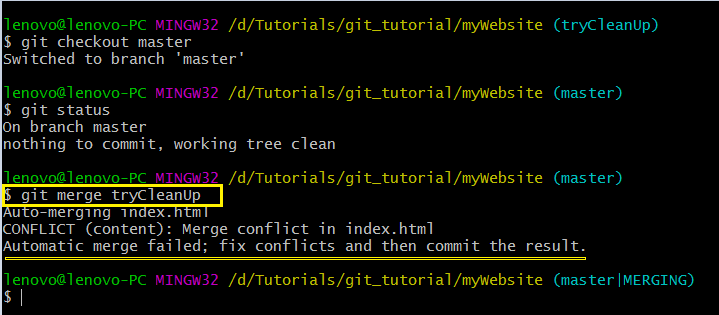 lenovo@lenovo-PC MINGW32 /d/Tutorials/git_tutorial/myWebsite (tryCleanUp)
$ git checkout master
Switched to branch 'master'
lenovo@lenovo-PC MINGW32 /d/Tutorials/git_tutorial/myWebsite (master)
$ git status
On branch master
nothing to commit, working tree clean
lenovo@lenovo-PC MINGW32 /d/Tutorials/git_tutorial/myWebsite (master)
$ git merge tryCleanUp
Auto-merging index.html
CONFLICT (content): Merge conflict in index.html
Automatic merge failed; fix conflicts and then commit the result.
lenovo@lenovo-PC MINGW32 /d/Tutorials/git_tutorial/myWebsite (master|MERGING)
$